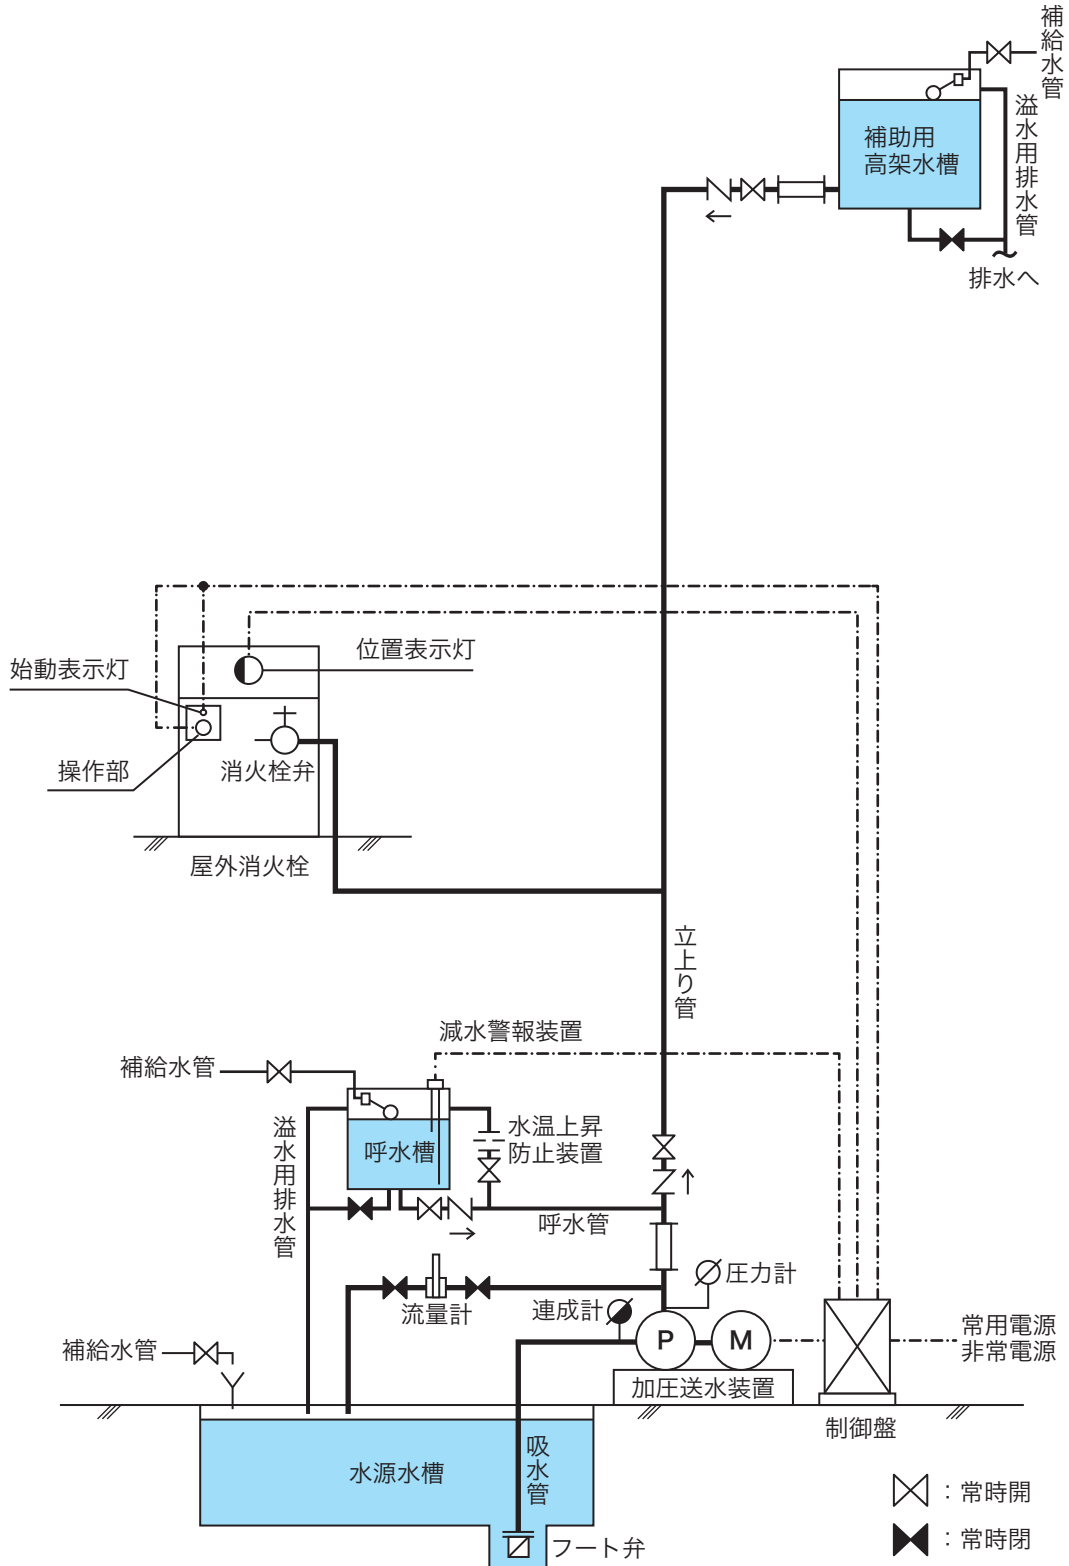 補給水管
溢水用排水管
補助用
高架水槽
排水へ
位置表示灯
始動表示灯
操作部
消火栓弁
屋外消火栓
立上り管
減水警報装置
補給水管
溢水用排水管
呼水槽
水温上昇
防止装置
呼水管
圧力計
流量計
連成計
補給水管
P
M
常用電源
非常電源
加圧送水装置
制御盤
水源水槽
吸水管
フート弁
：常時開
：常時閉